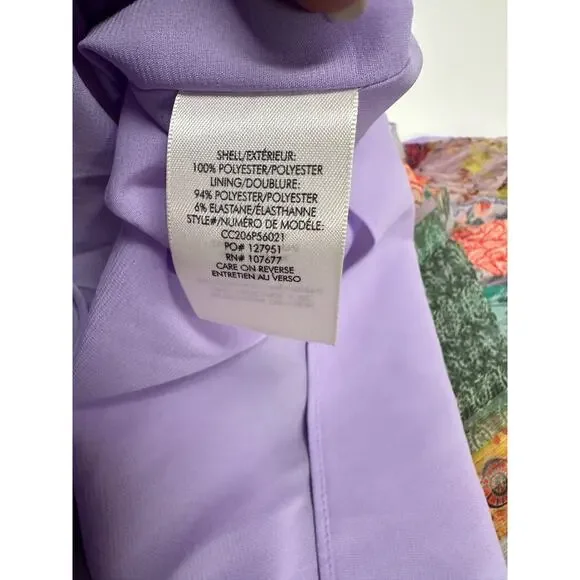 SHELL/EXTÉRIEUR:
100% POLYESTER/POLYESTER
LINING/DOUBLURE:
94% POLYESTER/POLYESTER
6% ELASTANE/ÉLASTHANNE
STYLE#/NUMÉRO DE MODÈLE:
CC206P56021
PO# 127951
RN# 107677
CARE ON REVERSE
ENTRETIEN AU VERSO